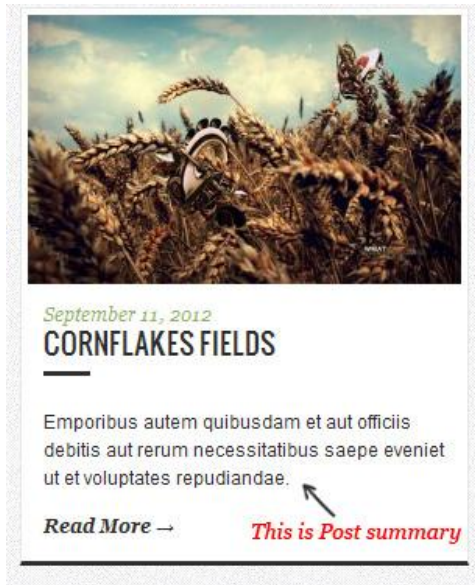 WHEAT
September 11, 2012
CORNFLAKES FIELDS
Emporibus autem quibusdam et aut officiis
debitis aut rerum necessitatibus saepe eveniet
ut et voluptates repudiandae.
Read More →
This is Post summary